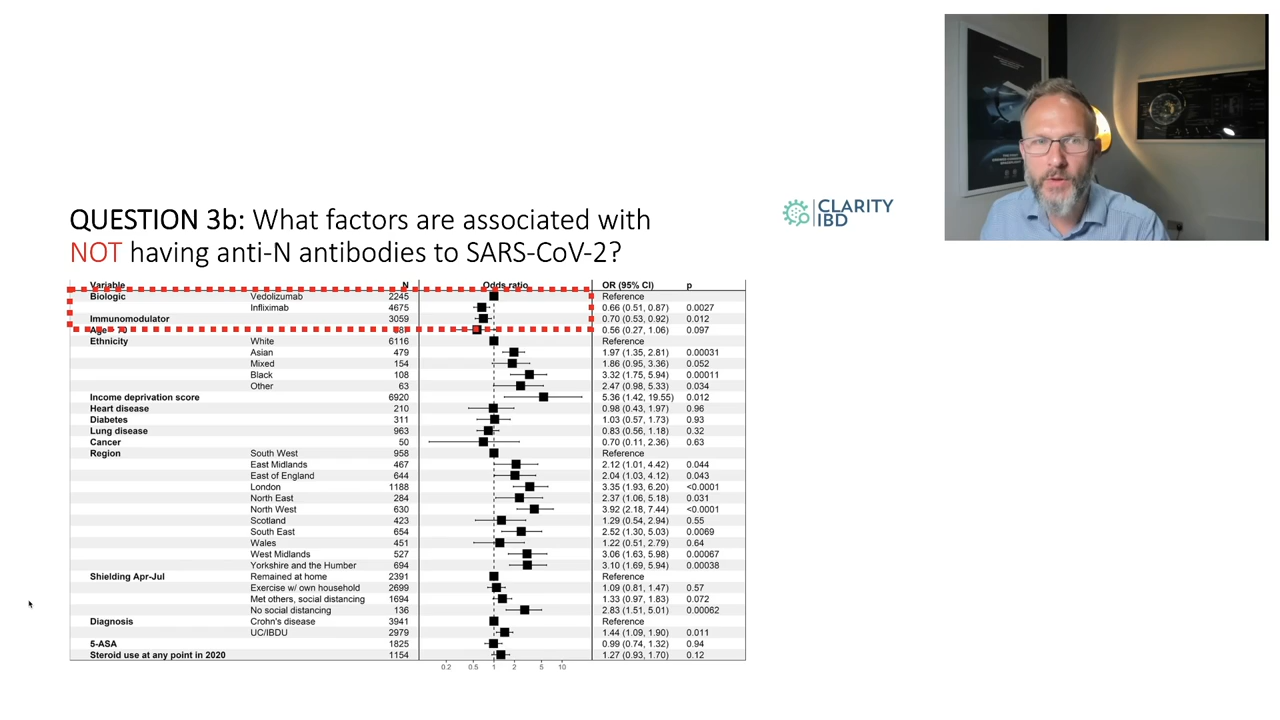 QUESTION 3b: What factors are associated with
NOT having anti-N antibodies to SARS-CoV-2?
CLARITY
IBD
Variable N Odds ratio OR (95% CI) p
Biologic Vedolizumab 2245 Reference
Infliximab 4675 0.66 (0.51, 0.87) 0.0027
Immunomodulator 3059 0.70 (0.53, 0.92) 0.012
0.56 (0.27, 1.06) 0.097
Ethnicity White 6116 Reference
Asian 479 1.97 (1.35, 2.81) 0.00031
Mixed 154 1.86 (0.95, 3.36) 0.052
Black 108 3.32 (1.75, 5.94) 0.00011
Other 63 2.47 (0.98, 5.33) 0.034
Income deprivation score 6920 5.36 (1.42, 19.55) 0.012
Heart disease 210 0.98 (0.43, 1.97) 0.96
Diabetes 311 1.03 (0.57, 1.73) 0.93
Lung disease 963 0.83 (0.56, 1.18) 0.32
Cancer 50 0.70 (0.11, 2.36) 0.63
Region South West 958 Reference
East Midlands 467 2.12 (1.01, 4.42) 0.044
East of England 644 2.04 (1.03, 4.12) 0.043
London 1188 3.35 (1.93, 6.20) <0.0001
North East 284 2.37 (1.06, 5.18) 0.031
North West 630 3.92 (2.18, 7.44) <0.0001
Scotland 423 1.29 (0.54, 2.94) 0.55
South East 654 2.52 (1.30, 5.03) 0.0069
Wales 451 1.22 (0.51, 2.79) 0.64
West Midlands 527 3.06 (1.63, 5.98) 0.00067
Yorkshire and the Humber 694 3.10 (1.69, 5.94) 0.00038
Shielding Apr-Jul Remained at home 2391 Reference
Exercise w/ own household 2699 1.09 (0.81, 1.47) 0.57
Met others, social distancing 1694 1.33 (0.97, 1.83) 0.072
No social distancing 136 2.83 (1.51, 5.01) 0.00062
Diagnosis Crohn's disease 3941 Reference
UC/IBDU 2979 1.44 (1.09, 1.90) 0.011
5-ASA 1825 0.99 (0.74, 1.32) 0.94
Steroid use at any point in 2020 1154 1.27 (0.93, 1.70) 0.12
0.2 0.5 1 2 5 10